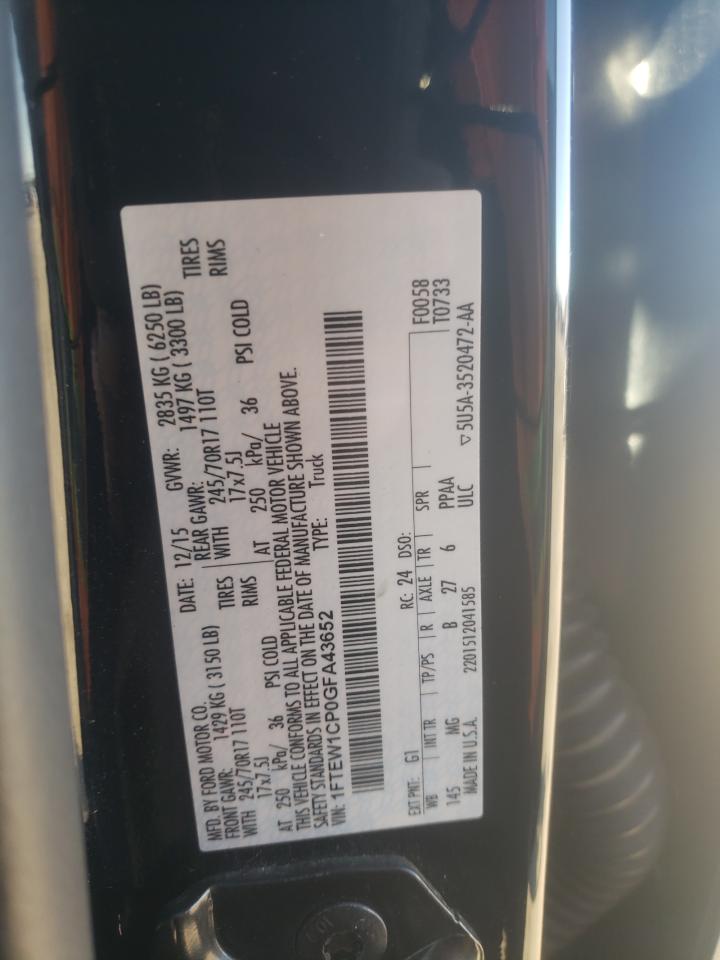 MFD. BY FORD MOTOR CO.
DATE: 12/15 GVWR: 2835 KG ( 6250 LB)
FRONT GAWR: 1429 KG ( 3150 LB) REAR GAWR: 1497 KG ( 3300 LB)
WITH 245/70R17 110T TIRES WITH 245/70R17 110T TIRES
17x7.5J RIMS 17x7.5J RIMS
AT 250 kPa/ 36 PSI COLD AT 250 kPa/ 36 PSI COLD
THIS VEHICLE CONFORMS TO ALL APPLICABLE FEDERAL MOTOR VEHICLE
SAFETY STANDARDS IN EFFECT ON THE DATE OF MANUFACTURE SHOWN ABOVE.
VIN: 1FTEW1CP0GFA43652 TYPE: Truck
F0058
EXT PNT: G1 RC: 24 DSO: T0733
WB INT TR TP/PS R AXLE TR SPR
145 MG B 27 6 PPAA
MADE IN U.S.A. 2201512041585 ULC ▽5U5A-3520472-AA